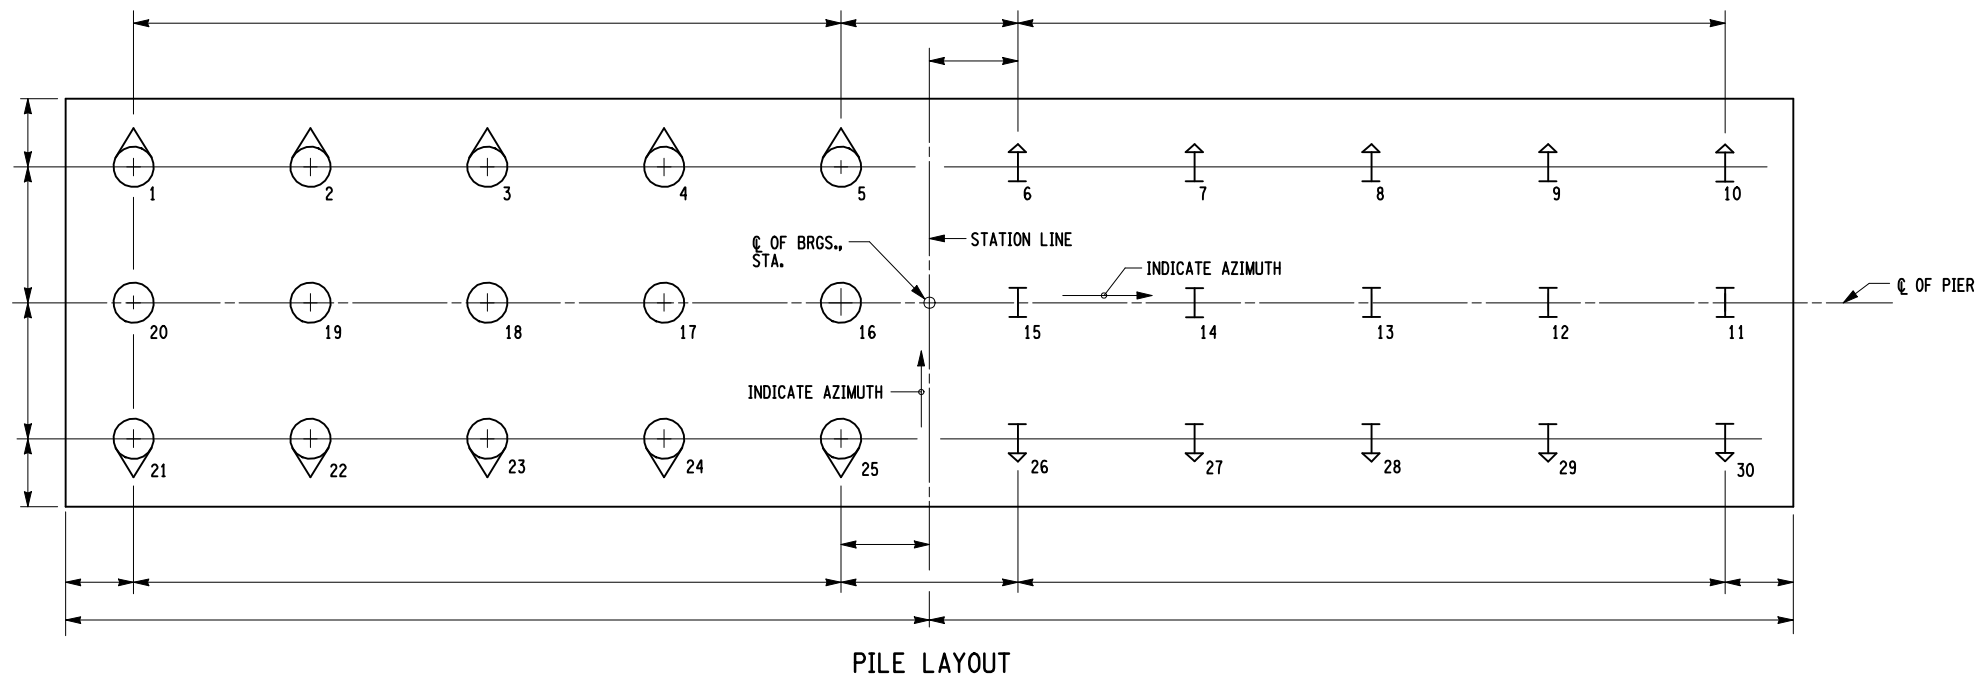 1 2 3 4 5 6 7 8 9 10
℄ OF BRGS.,
STA.
STATION LINE
INDICATE AZIMUTH
℄ OF PIER
20 19 18 17 16 15 14 13 12 11
INDICATE AZIMUTH
21 22 23 24 25 26 27 28 29 30
PILE LAYOUT